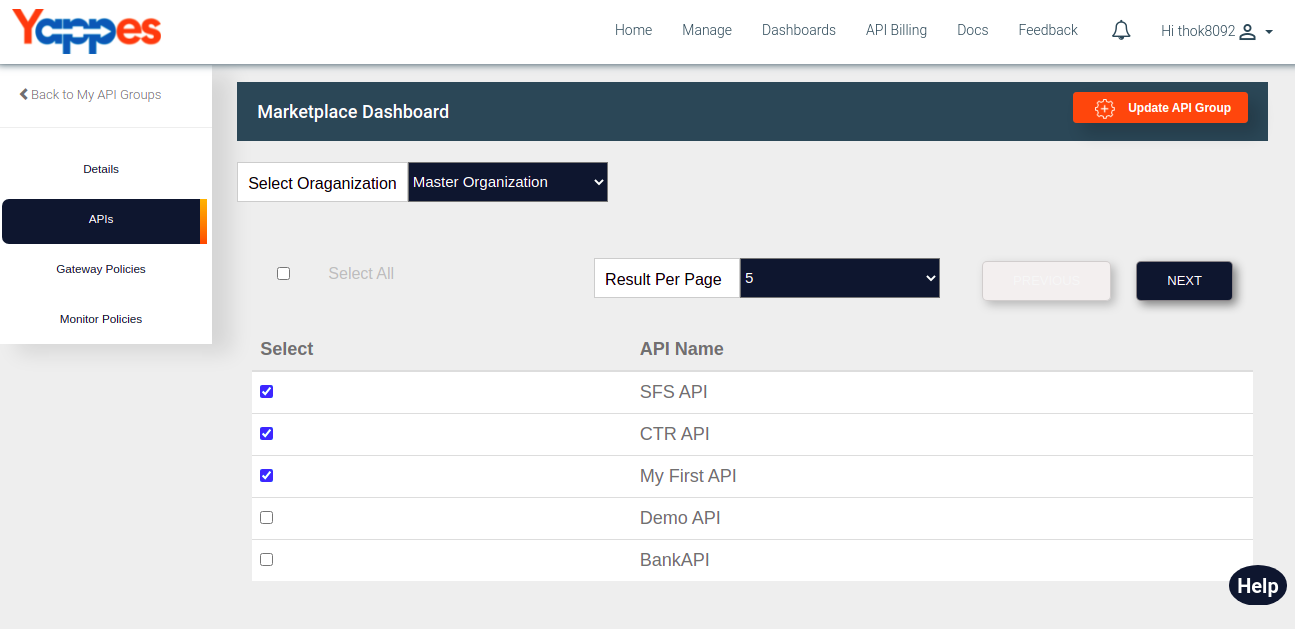 Yappes
Home Manage Dashboards API Billing Docs Feedback Hi thok8092
Back to My API Groups
Marketplace Dashboard
Update API Group
Details
APIs
Gateway Policies
Monitor Policies
Select Oraganization Master Organization
Select All
Result Per Page 5
PREVIOUS
NEXT
Select API Name
SFS API
CTR API
My First API
Demo API
BankAPI
Help